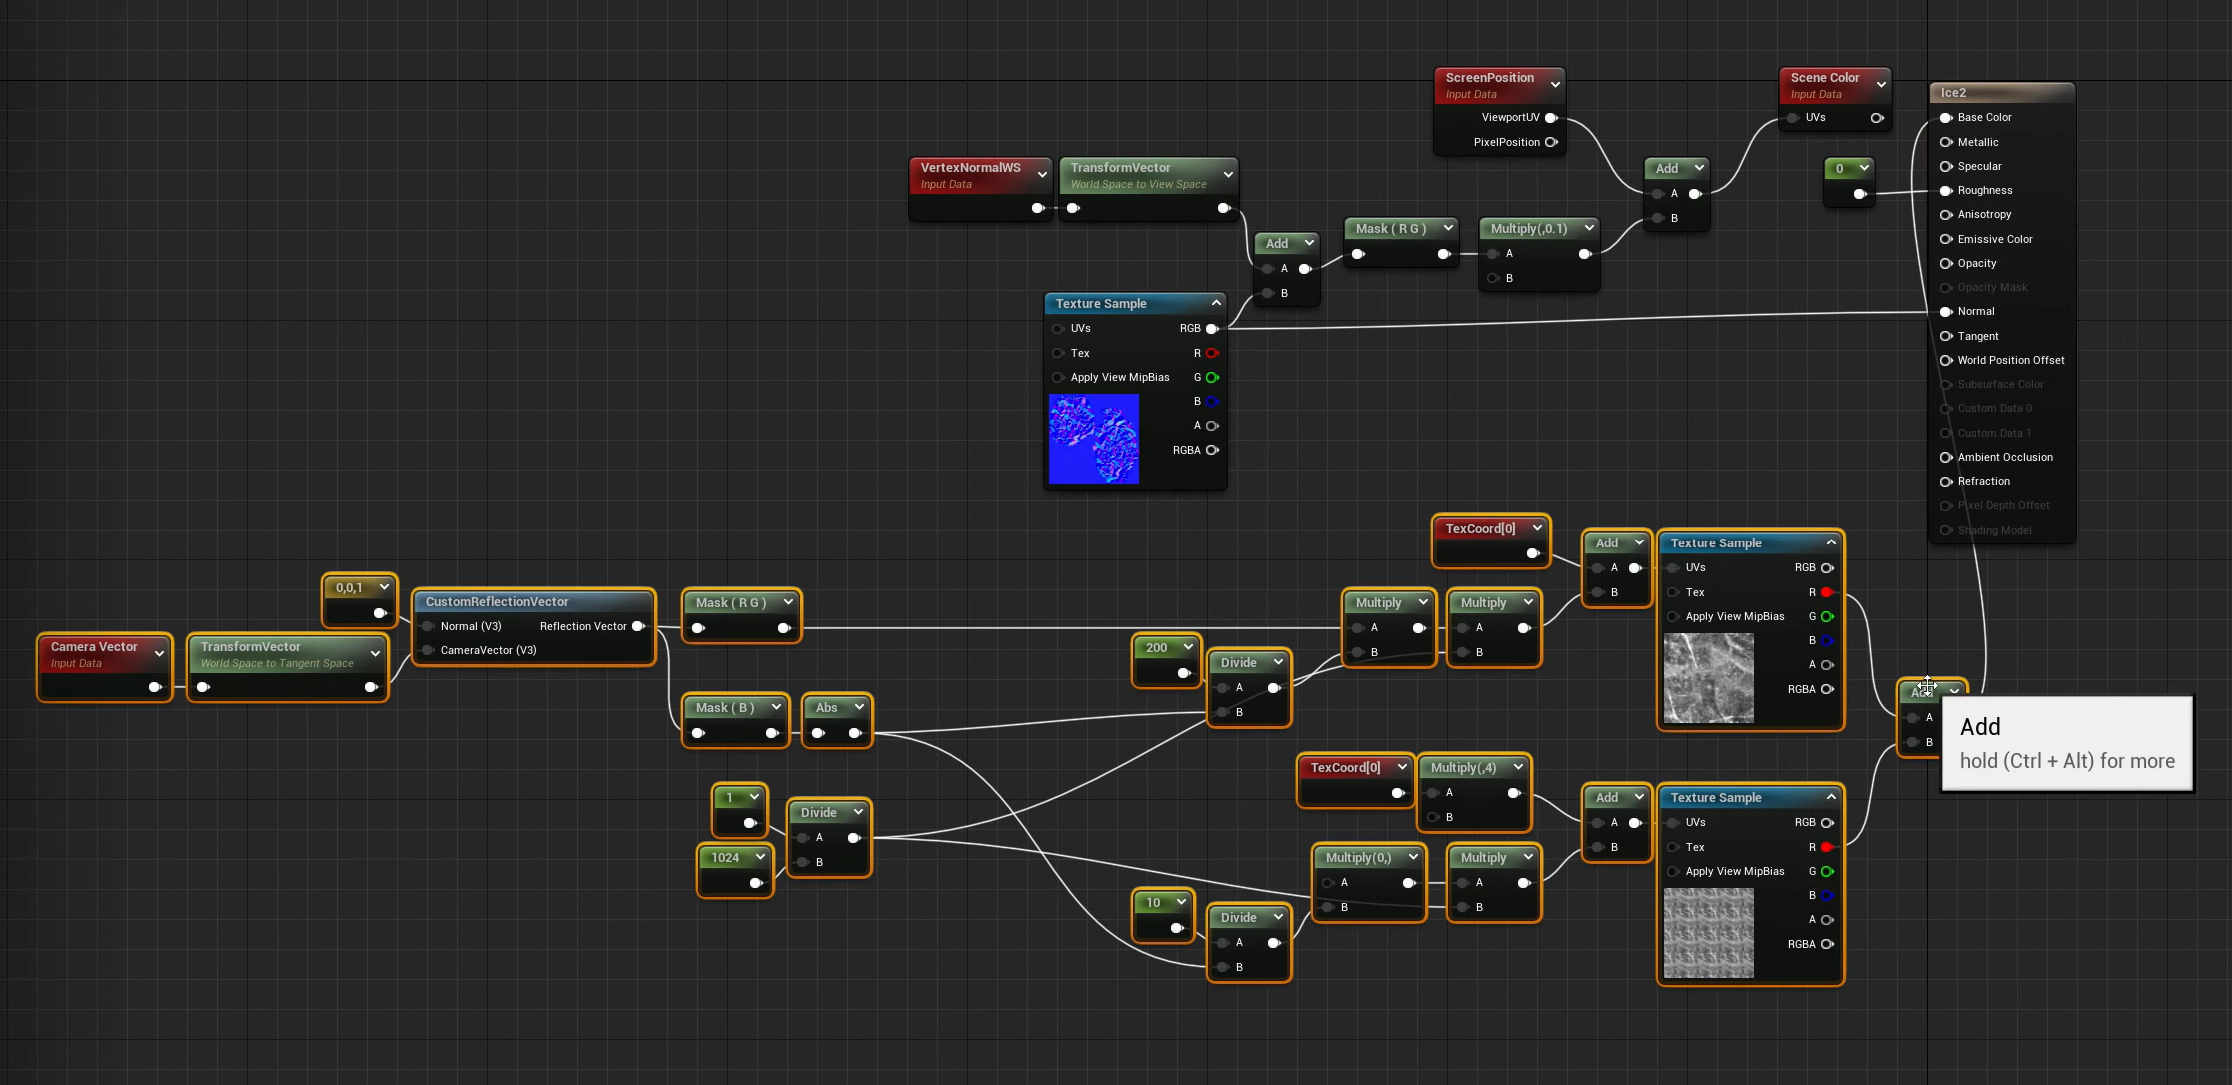 ScreenPosition
Input Data
ViewportUV
PixelPosition
Scene Color
Input Data
UVs
Ice2
Base Color
Metallic
Specular
Roughness
Anisotropy
Emissive Color
Opacity
Opacity Mask
Normal
Tangent
World Position Offset
Subsurface Color
Custom Data 0
Custom Data 1
Ambient Occlusion
Refraction
Pixel Depth Offset
Shading Model
VertexNormalWS
Input Data
TransformVector
World Space to View Space
Add
A
B
0
Add
A
B
Mask ( R G )
Multiply(,0.1)
A
B
Texture Sample
UVs RGB
Tex R
Apply View MipBias G
B
A
RGBA
TexCoord[0]
Add
A
B
Texture Sample
UVs RGB
Tex R
Apply View MipBias G
B
A
RGBA
0,0,1
CustomReflectionVector
Normal (V3) Reflection Vector
CameraVector (V3)
Mask ( R G )
Multiply
A
B
Multiply
A
B
Camera Vector
Input Data
TransformVector
World Space to Tangent Space
200
Divide
A
B
Mask ( B )
Abs
Add
A
B
Add
hold (Ctrl + Alt) for more
1
1024
Divide
A
B
TexCoord[0]
Multiply(,4)
A
B
Add
A
B
Texture Sample
UVs RGB
Tex R
Apply View MipBias G
B
A
RGBA
Multiply(0,)
A
B
Multiply
A
B
10
Divide
A
B